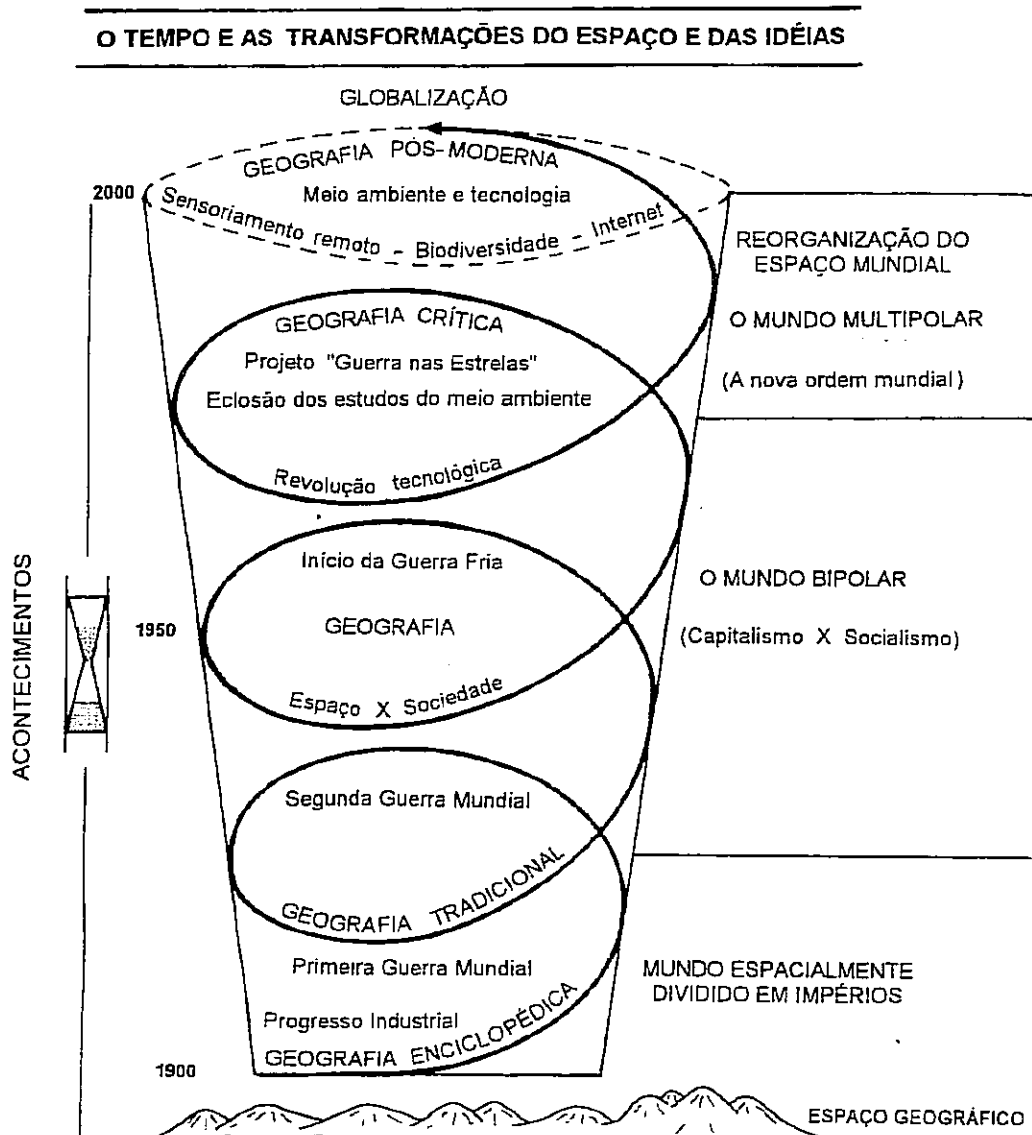 O TEMPO E AS TRANSFORMAÇÕES DO ESPAÇO E DAS IDÉIAS
GLOBALIZAÇÃO
GEOGRAFIA PÓS-MODERNA
2000
Meio ambiente e tecnologia
Sensoriamento remoto - Biodiversidade - Internet
REORGANIZAÇÃO DO
ESPAÇO MUNDIAL
O MUNDO MULTIPOLAR
(A nova ordem mundial)
GEOGRAFIA CRÍTICA
Projeto "Guerra nas Estrelas"
Eclosão dos estudos do meio ambiente
Revolução tecnológica
Início da Guerra Fria
O MUNDO BIPOLAR
(Capitalismo X Socialismo)
ACONTECIMENTOS
1950
GEOGRAFIA
Espaço X Sociedade
Segunda Guerra Mundial
GEOGRAFIA TRADICIONAL
Primeira Guerra Mundial
MUNDO ESPACIALMENTE
DIVIDIDO EM IMPÉRIOS
Progresso Industrial
GEOGRAFIA ENCICLOPÉDICA
1900
ESPAÇO GEOGRÁFICO